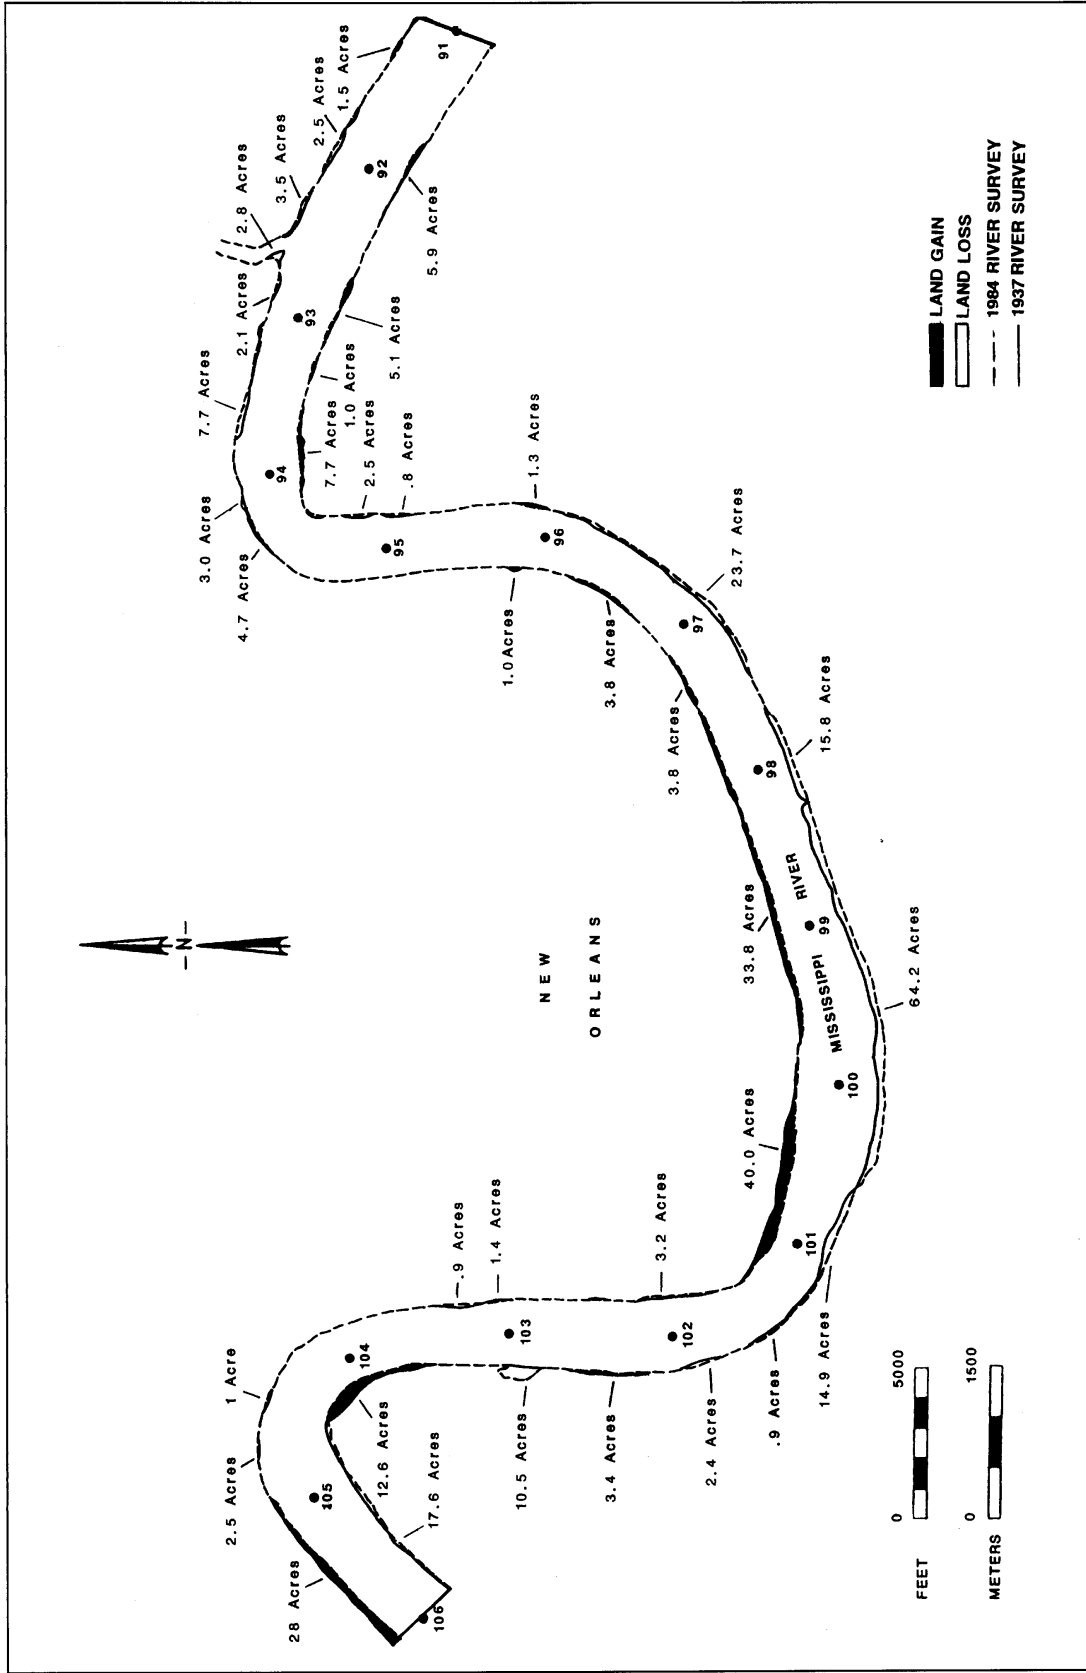 28 Acres
2.5 Acres
1 Acre
105
104
106
17.6 Acres
12.6 Acres
.9 Acres
1.4 Acres
103
10.5 Acres
3.4 Acres
3.2 Acres
102
2.4 Acres
.9 Acres
14.9 Acres
101
40.0 Acres
100
-N-
NEW
ORLEANS
33.8 Acres
MISSISSIPPI RIVER
99
64.2 Acres
98
15.8 Acres
3.8 Acres
97
23.7 Acres
3.8 Acres
1.0 Acres
96
1.3 Acres
95
4.7 Acres
3.0 Acres
94
7.7 Acres
2.5 Acres
.8 Acres
1.0 Acres
5.1 Acres
7.7 Acres
2.1 Acres
93
2.8 Acres
3.5 Acres
2.5 Acres
1.5 Acres
92
5.9 Acres
91
FEET
0
5000
METERS
0
1500
LAND GAIN
LAND LOSS
1984 RIVER SURVEY
1937 RIVER SURVEY